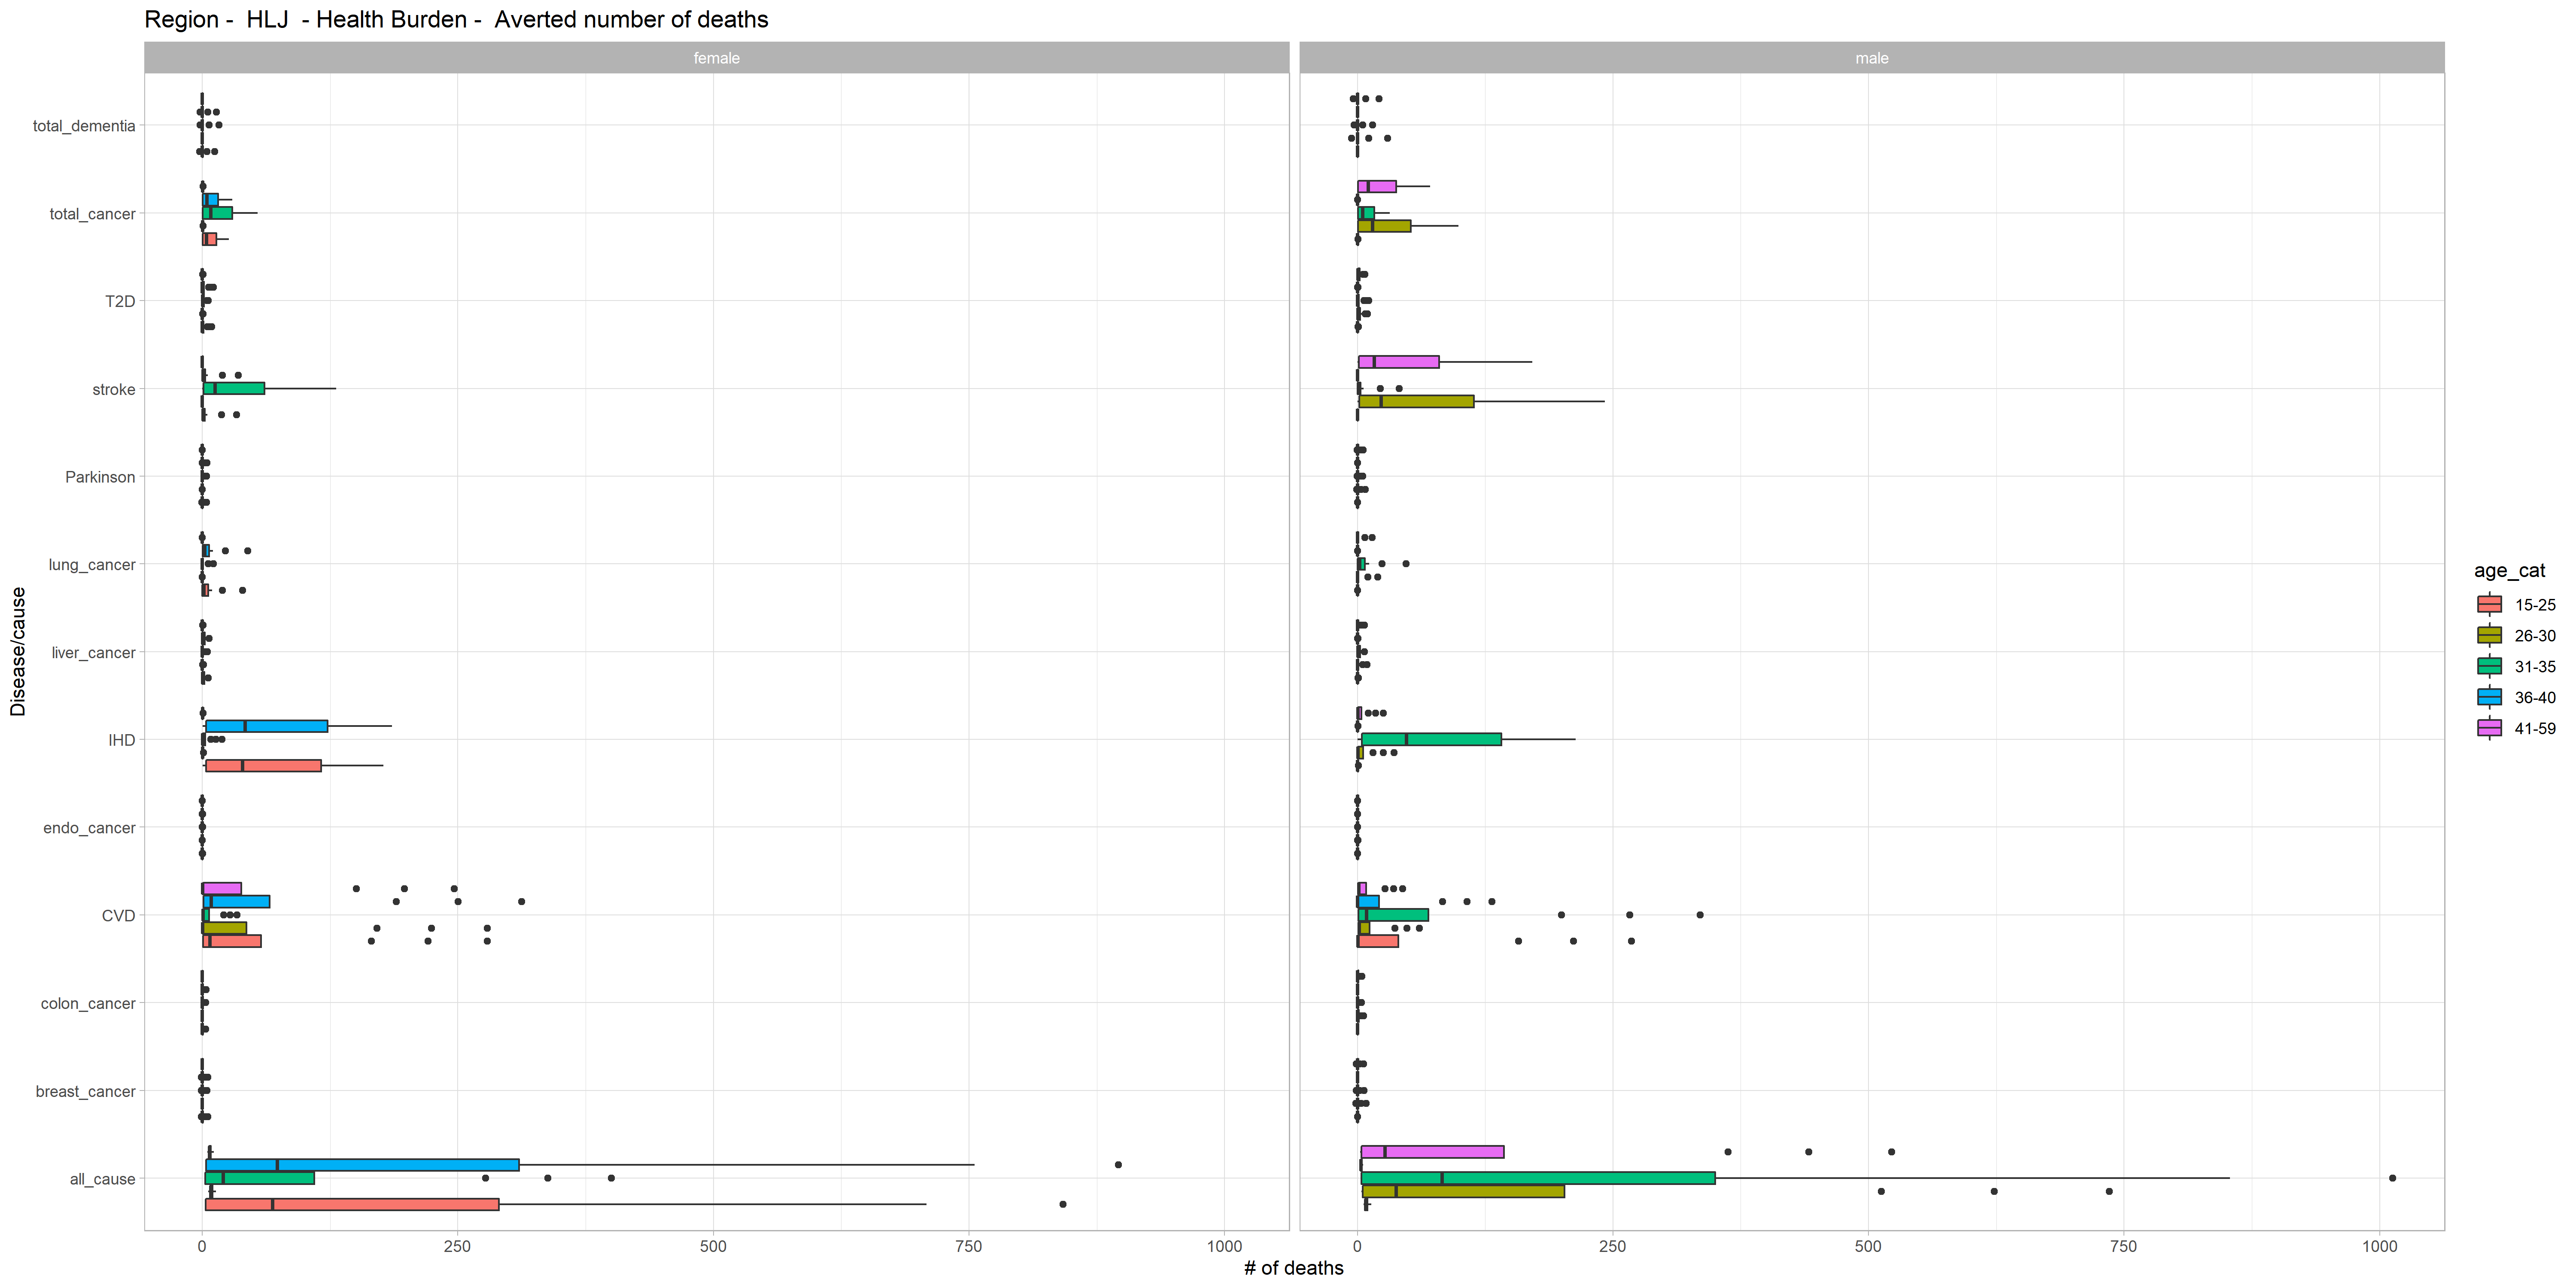 Region -  HLJ  - Health Burden -  Averted number of deaths
female
male
Disease/cause
total_dementia
total_cancer
T2D
stroke
Parkinson
lung_cancer
liver_cancer
IHD
endo_cancer
CVD
colon_cancer
breast_cancer
all_cause
0 250 500 750 1000
0 250 500 750 1000
# of deaths
age_cat
15-25
26-30
31-35
36-40
41-59